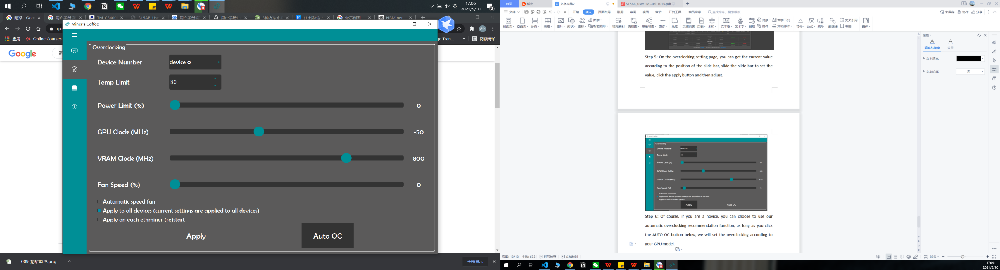 英
17:06
2021/5/10
3
翻译 - Goo
TM-C3400
S15AB_Use
3种方法来
(1 封私信 /
NBMiner
应用
Online Courses
ge Tran...
»
阅读清单
Google
Miner's Coffee
Overclocking
Device Number
device 0
Temp Limit
80
Power Limit (%)
0
GPU Clock (MHz)
-50
VRAM Clock (MHz)
800
Fan Speed (%)
0
Automatic speed fan
Apply to all devices (current settings are applied to all devices)
Apply on each ethminer (re)start
Apply
Auto OC
009-挖矿监控.png
全部显示
首页
稻壳
文字文稿2
S15AB_User+M...ual-1015.pdf
文件
开始
插入
页面布局
引用
审阅
视图
章节
开发工具
会员专享
查找命令、搜索模板
未保存
协作
分享
封面页
空白页
分页
表格
图片
形状
图标
图表
智能图形
稻壳素材
流程图
思维导图
更多
批注
页眉页脚
页码
水印
文本框
艺术字
日期
对象
附件
首字下沉
文档部件
符号
公式
编号
超链接
交叉引用
书签
窗体
Step 5: On the overclocking setting page, you can get the current value
according to the position of the slide bar, slide the slide bar to set the
value, click the apply button and then adjust.
Miner's Coffee
Overclocking
Device Number
device 0
Temp Limit
80
Power Limit (%)
0
GPU Clock (MHz)
VRAM Clock (MHz)
545
Fan Speed (%)
3
Automatic speed fan
Apply to all devices (current settings are applied to all devices)
Apply on each ethminer (re)start
Apply
Auto OC
Step 6: Of course, if you are a novice, you can choose to use our
automatic overclocking recommendation function, as long as you click
the AUTO OC button below, we will set the overclocking according to
your GPU model.
属性
填充与轮廓
效果
文本填充
文本轮廓
无
页面: 13/13
字数: 633
拼写检查
文档校对
88%
17:06
2021/5/10